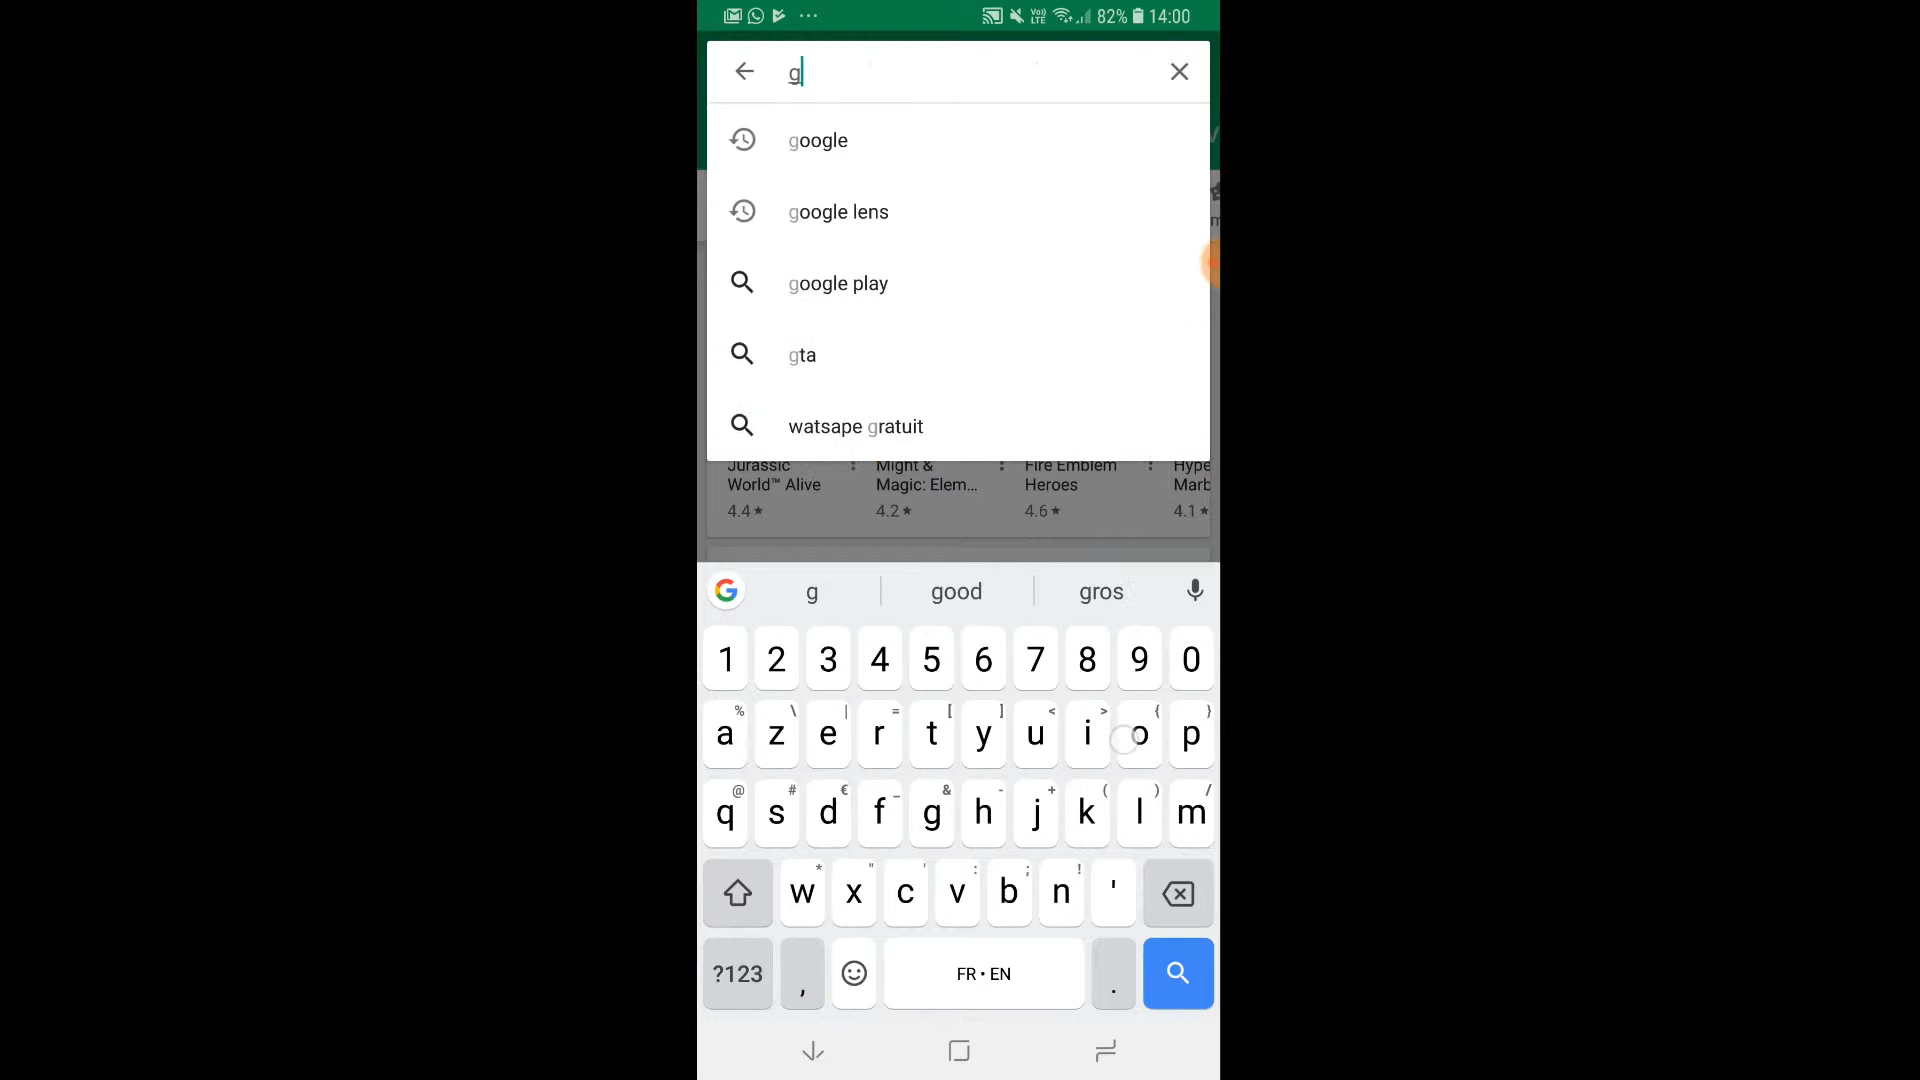 82% 14:00
g
google
google lens
google play
gta
watsape gratuit
Jurassic World™ Alive 4.4★
Might & Magic: Elem... 4.2★
Fire Emblem Heroes 4.6★
Hype Marb 4.1★
g good gros
1 2 3 4 5 6 7 8 9 0
% \ | = [ ] < > { }
a z e r t y u i o p
@ # € _ & - + ( ) /
q s d f g h j k l m
* " ' : ; !
w x c v b n '
?123 , FR • EN .